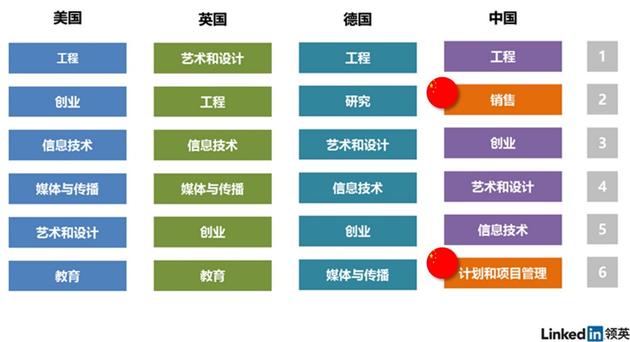 美国 英国 德国 中国
工程 艺术和设计 工程 工程 1
创业 工程 研究 销售 2
信息技术 信息技术 艺术和设计 创业 3
媒体与传播 媒体与传播 信息技术 艺术和设计 4
艺术和设计 创业 创业 信息技术 5
教育 教育 媒体与传播 计划和项目管理 6
Linked in 领英